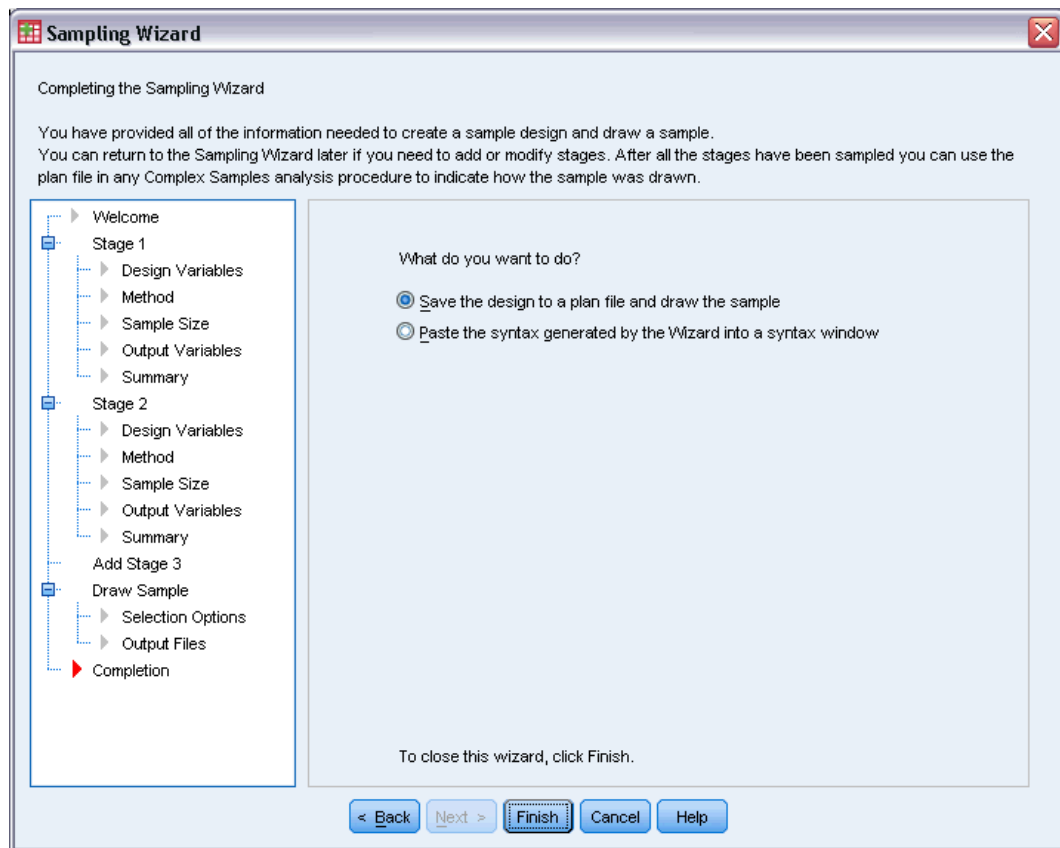 Sampling Wizard
Completing the Sampling Wizard
You have provided all of the information needed to create a sample design and draw a sample.
You can return to the Sampling Wizard later if you need to add or modify stages. After all the stages have been sampled you can use the
plan file in any Complex Samples analysis procedure to indicate how the sample was drawn.
Welcome
Stage 1
Design Variables
Method
Sample Size
Output Variables
Summary
Stage 2
Design Variables
Method
Sample Size
Output Variables
Summary
Add Stage 3
Draw Sample
Selection Options
Output Files
Completion
What do you want to do?
Save the design to a plan file and draw the sample
Paste the syntax generated by the Wizard into a syntax window
To close this wizard, click Finish.
< Back Next > Finish Cancel Help